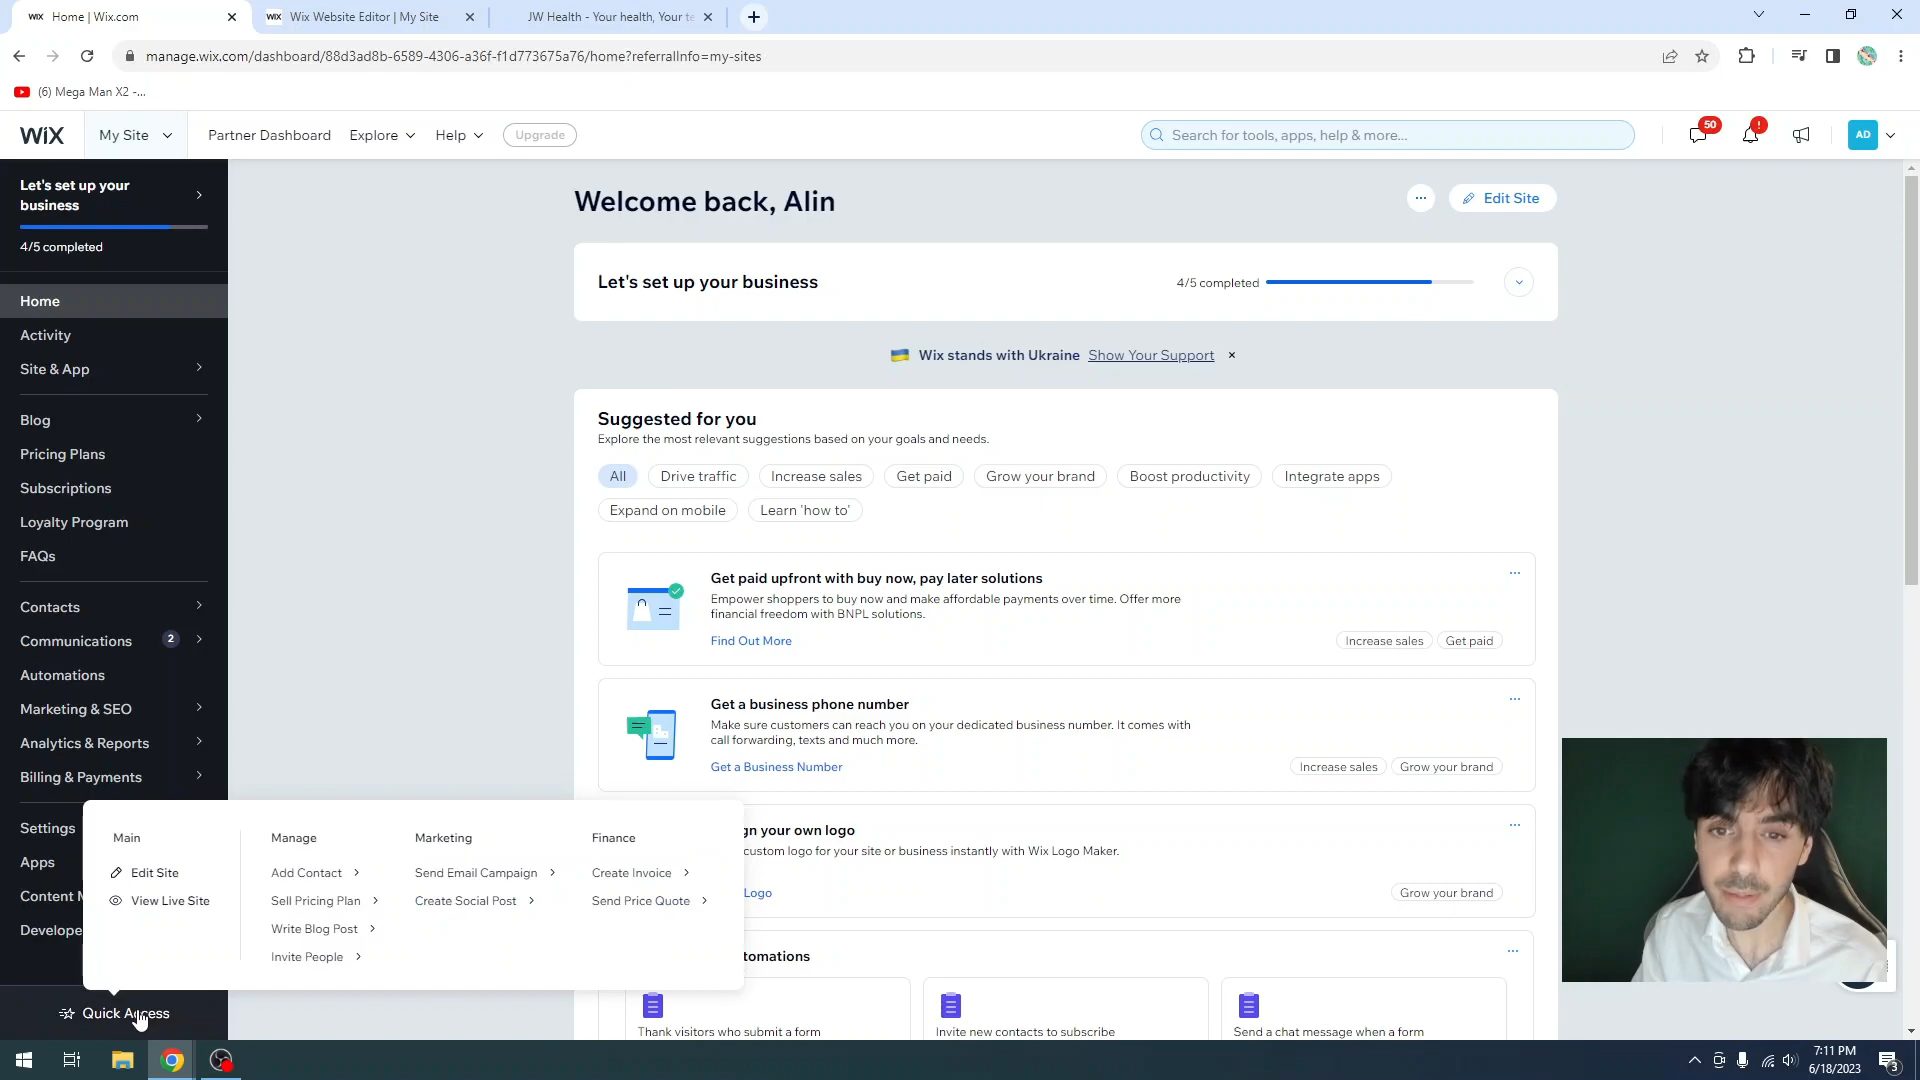 WIX Home | Wix.com
WIX Wix Website Editor | My Site
JW Health - Your health, Your te
manage.wix.com/dashboard/88d3ad8b-6589-4306-a36f-f1d773675a76/home?referralInfo=my-sites
(6) Mega Man X2 -...
WiX
My Site
Partner Dashboard
Explore
Help
Upgrade
Search for tools, apps, help & more...
50
!
AD
Let's set up your
business
4/5 completed
Home
Activity
Site & App
Blog
Pricing Plans
Subscriptions
Loyalty Program
FAQs
Contacts
Communications 2
Automations
Marketing & SEO
Analytics & Reports
Billing & Payments
Settings
Apps
Content M
Develope
Quick Access
Welcome back, Alin
Edit Site
Let's set up your business
4/5 completed
Wix stands with Ukraine Show Your Support
Suggested for you
Explore the most relevant suggestions based on your goals and needs.
All
Drive traffic
Increase sales
Get paid
Grow your brand
Boost productivity
Integrate apps
Expand on mobile
Learn 'how to'
Get paid upfront with buy now, pay later solutions
Empower shoppers to buy now and make affordable payments over time. Offer more
financial freedom with BNPL solutions.
Find Out More
Increase sales
Get paid
Get a business phone number
Make sure customers can reach you on your dedicated business number. It comes with
call forwarding, texts and much more.
Get a Business Number
Increase sales
Grow your brand
gn your own logo
custom logo for your site or business instantly with Wix Logo Maker.
Logo
Grow your brand
tomations
Thank visitors who submit a form
Invite new contacts to subscribe
Send a chat message when a form
Main
Edit Site
View Live Site
Manage
Add Contact
Sell Pricing Plan
Write Blog Post
Invite People
Marketing
Send Email Campaign
Create Social Post
Finance
Create Invoice
Send Price Quote
7:11 PM
6/18/2023
3